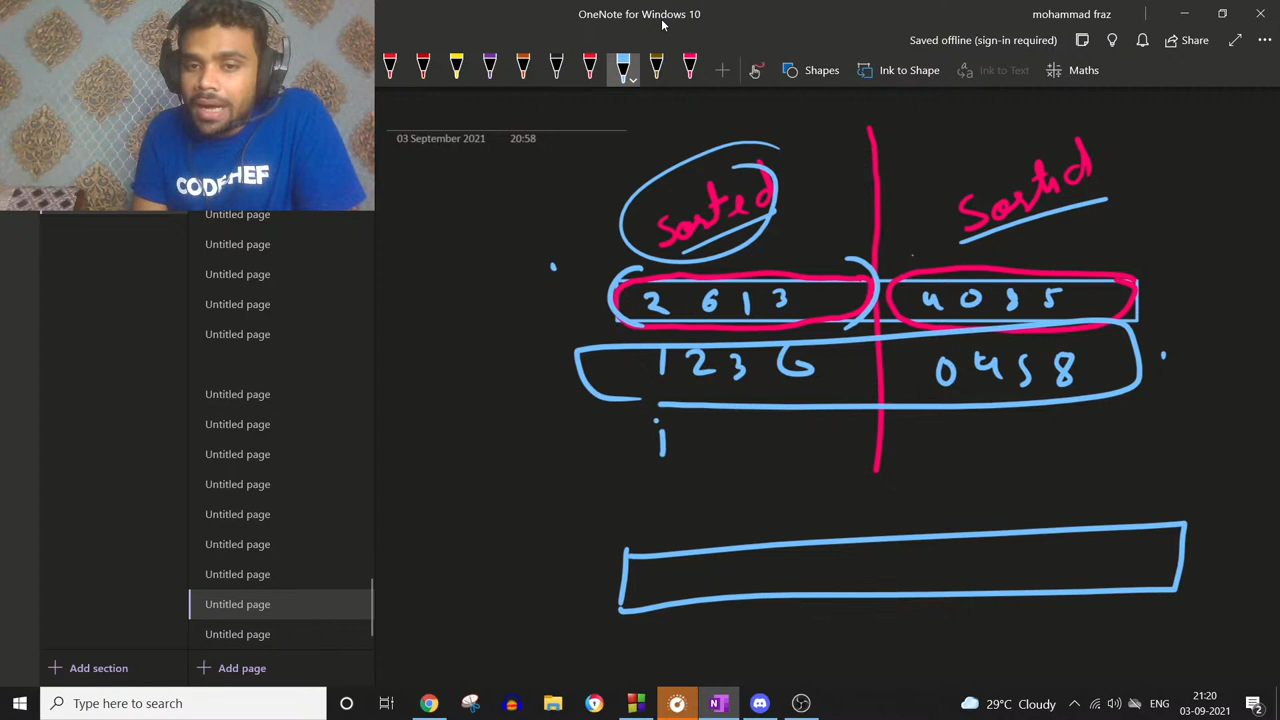 OneNote for Windows 10
mohammad fraz
Saved offline (sign-in required)
Share
Shapes
Ink to Shape
Ink to Text
Maths
03 September 2021 20:58
CODECHEF
sorted
Sorted
2 6 1 3
4 0 8 5
1 2 3 6
0 4 5 8
i
Untitled page
Untitled page
Untitled page
Untitled page
Untitled page
Untitled page
Untitled page
Untitled page
Untitled page
Untitled page
Untitled page
Untitled page
Untitled page
Untitled page
Add section
Add page
Type here to search
29°C Cloudy
ENG
21:20
03-09-2021
2